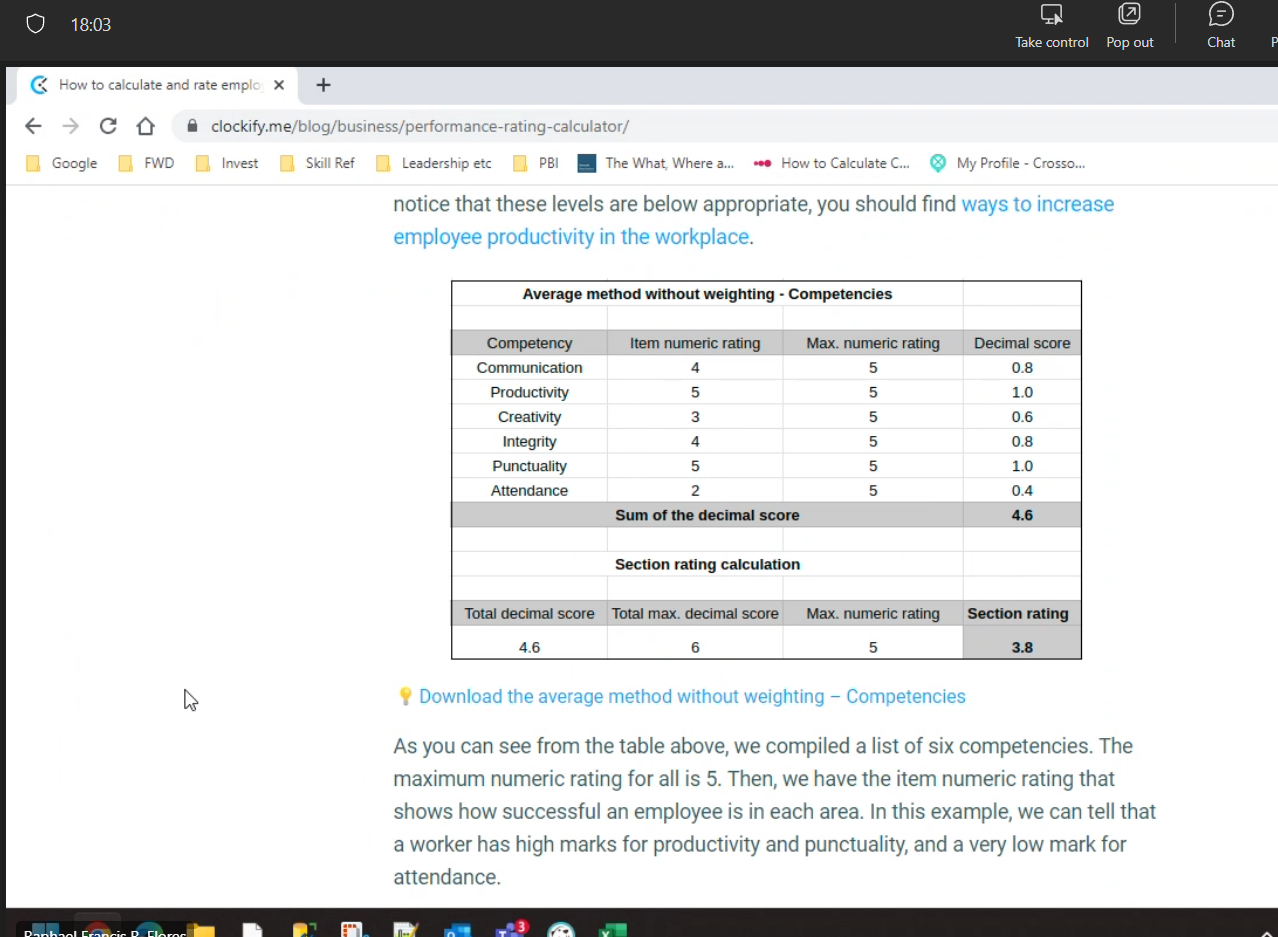 18:03
Take control Pop out Chat P
How to calculate and rate emplo
clockify.me/blog/business/performance-rating-calculator/
Google FWD Invest Skill Ref Leadership etc PBI The What, Where a... How to Calculate C... My Profile - Crosso...
notice that these levels are below appropriate, you should find ways to increase
employee productivity in the workplace.
Average method without weighting - Competencies
Competency Item numeric rating Max. numeric rating Decimal score
Communication 4 5 0.8
Productivity 5 5 1.0
Creativity 3 5 0.6
Integrity 4 5 0.8
Punctuality 5 5 1.0
Attendance 2 5 0.4
Sum of the decimal score 4.6
Section rating calculation
Total decimal score Total max. decimal score Max. numeric rating Section rating
4.6 6 5 3.8
Download the average method without weighting – Competencies
As you can see from the table above, we compiled a list of six competencies. The
maximum numeric rating for all is 5. Then, we have the item numeric rating that
shows how successful an employee is in each area. In this example, we can tell that
a worker has high marks for productivity and punctuality, and a very low mark for
attendance.
Raphael Francis R. Flores 3